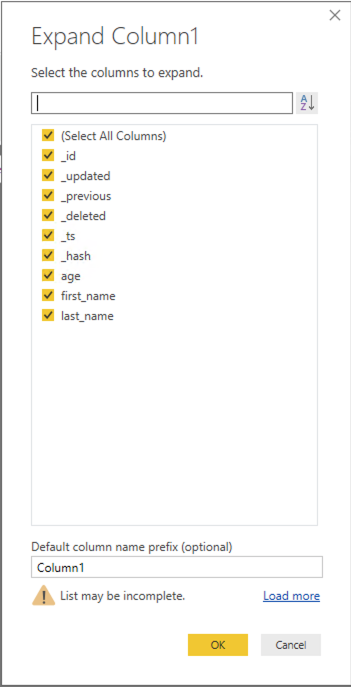 Expand Column1
Select the columns to expand.
A
Z
(Select All Columns)
_id
_updated
_previous
_deleted
_ts
_hash
age
first_name
last_name
Default column name prefix (optional)
Column1
List may be incomplete. Load more
OK Cancel